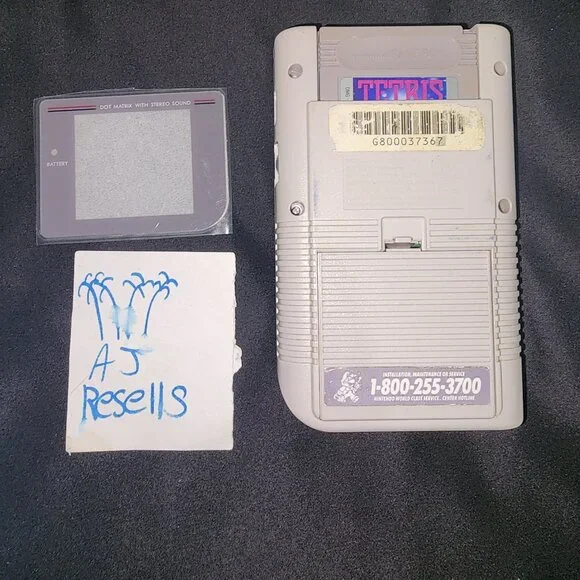 DOT MATRIX WITH STEREO SOUND
BATTERY
TETRIS
DMG
G800037367
AJ
Resells
INSTALLATION, MAINTENANCE OR SERVICE
1-800-255-3700
NINTENDO WORLD CLASS SERVICE CENTER HOTLINE